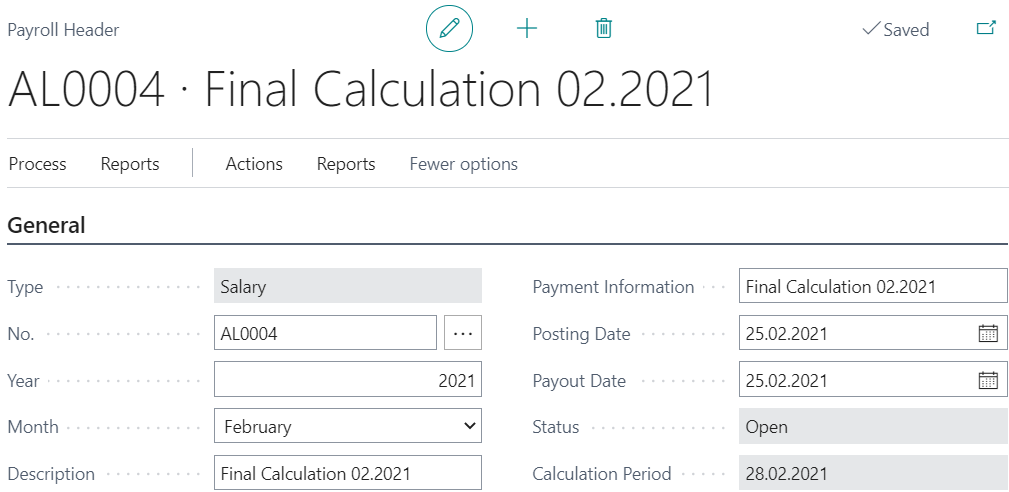 Payroll Header
Saved
AL0004 · Final Calculation 02.2021
Process Reports Actions Reports Fewer options
General
Type Salary
No. AL0004 ...
Year 2021
Month February
Description Final Calculation 02.2021
Payment Information Final Calculation 02.2021
Posting Date 25.02.2021
Payout Date 25.02.2021
Status Open
Calculation Period 28.02.2021